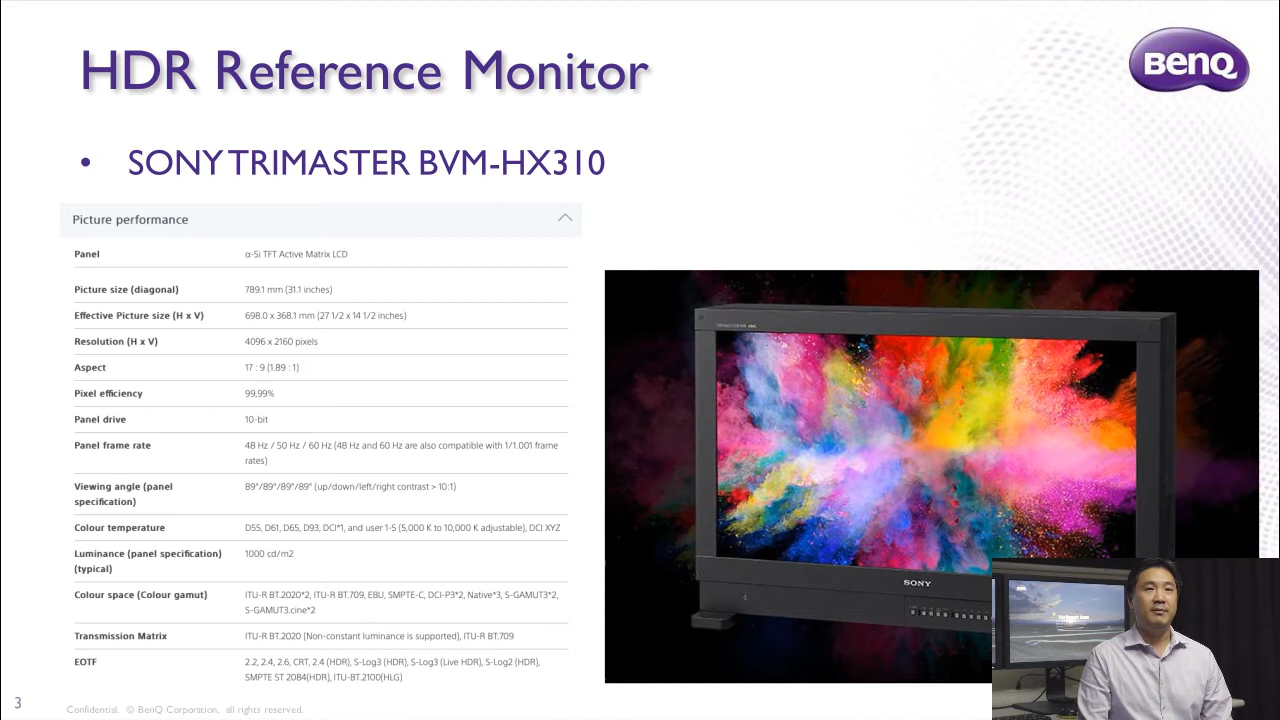 HDR Reference Monitor
BenQ
• SONY TRIMASTER BVM-HX310
Picture performance
Panel α-Si TFT Active Matrix LCD
Picture size (diagonal) 789.1 mm (31.1 inches)
Effective Picture size (H x V) 698.0 x 368.1 mm (27 1/2 x 14 1/2 inches)
Resolution (H x V) 4096 x 2160 pixels
Aspect 17 : 9 (1.89 : 1)
Pixel efficiency 99,99%
Panel drive 10-bit
Panel frame rate 48 Hz / 50 Hz / 60 Hz (48 Hz and 60 Hz are also compatible with 1/1.001 frame
rates)
Viewing angle (panel 89°/89°/89°/89° (up/down/left/right contrast > 10:1)
specification)
Colour temperature D55, D61, D65, D93, DCI*1, and user 1-5 (5,000 K to 10,000 K adjustable), DCI XYZ
Luminance (panel specification) 1000 cd/m2
(typical)
Colour space (Colour gamut) ITU-R BT.2020*2, ITU-R BT.709, EBU, SMPTE-C, DCI-P3*2, Native*3, S-GAMUT3*2,
S-GAMUT3.cine*2
Transmission Matrix ITU-R BT.2020 (Non-constant luminance is supported), ITU-R BT.709
EOTF 2.2, 2.4, 2.6, CRT, 2.4 (HDR), S-Log3 (HDR), S-Log3 (Live HDR), S-Log2 (HDR),
SMPTE ST 2084(HDR), ITU-BT.2100(HLG)
SONY
3
Confidential. © BenQ Corporation, all rights reserved.